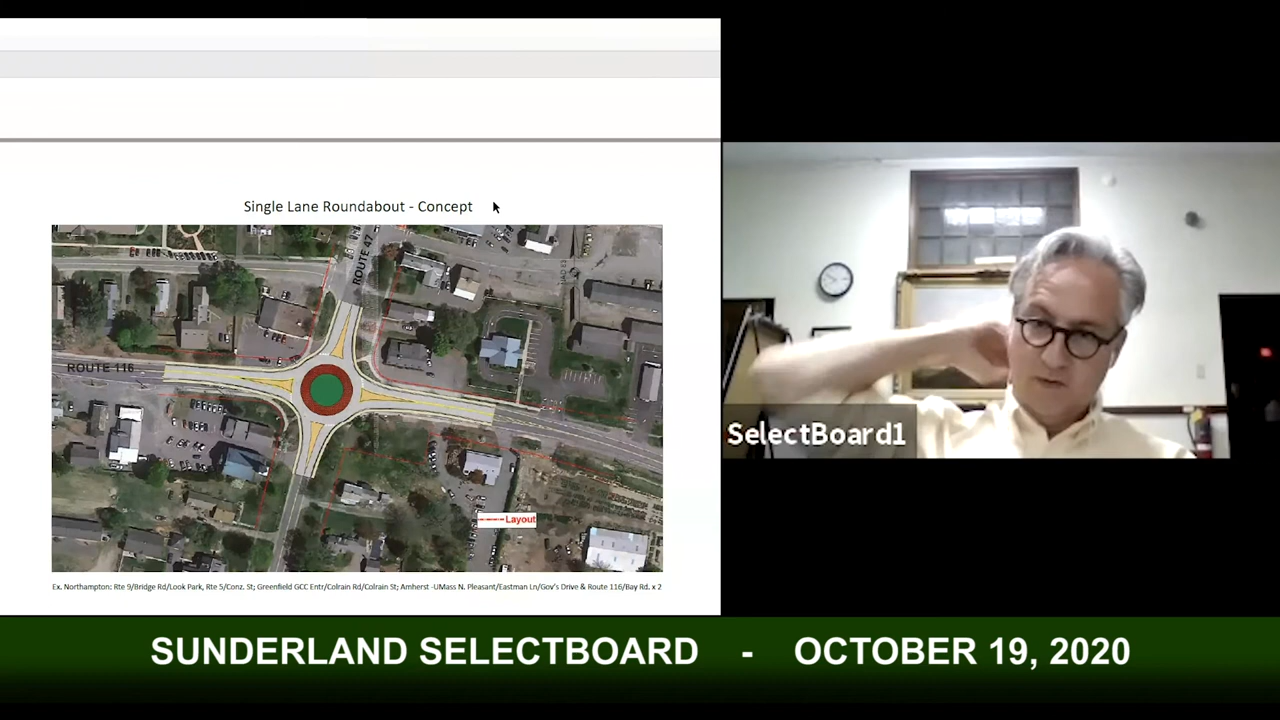 Single Lane Roundabout - Concept
ROUTE 47
ROUTE 116
Layout
Ex. Northampton: Rte 9/Bridge Rd/Look Park, Rte 5/Conz. St; Greenfield GCC Entr/Colrain Rd/Colrain St; Amherst -UMass N. Pleasant/Eastman Ln/Gov's Drive & Route 116/Bay Rd. x 2
SelectBoard1
SUNDERLAND SELECTBOARD - OCTOBER 19, 2020